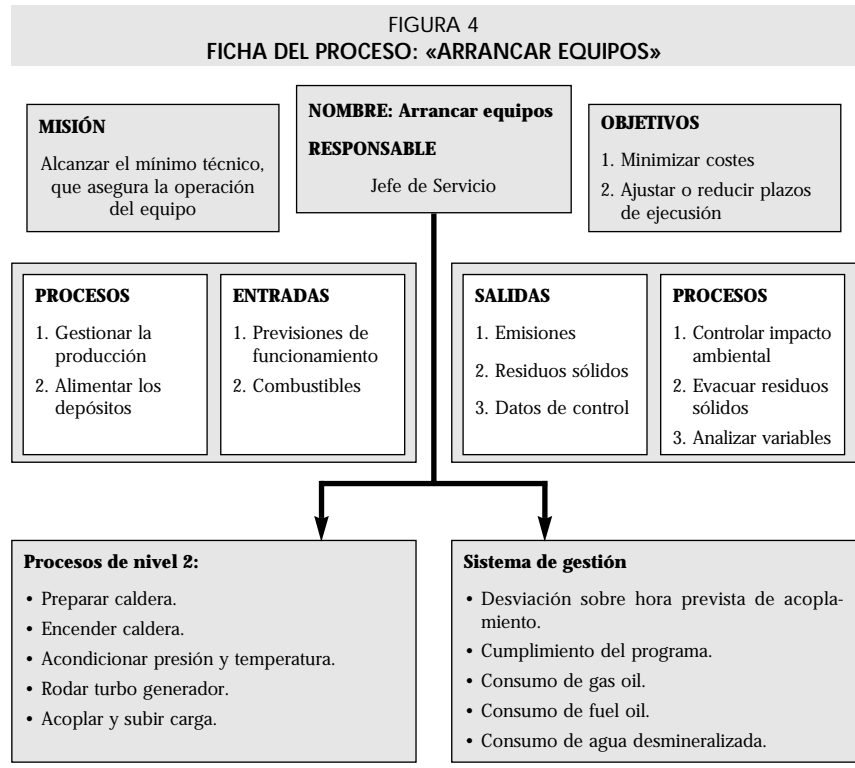 FIGURA 4
FICHA DEL PROCESO: «ARRANCAR EQUIPOS»
MISIÓN
Alcanzar el mínimo técnico,
que asegura la operación
del equipo
NOMBRE: Arrancar equipos
RESPONSABLE
Jefe de Servicio
OBJETIVOS
1. Minimizar costes
2. Ajustar o reducir plazos
de ejecusión
PROCESOS
1. Gestionar la
producción
2. Alimentar los
depósitos
ENTRADAS
1. Previsiones de
funcionamiento
2. Combustibles
SALIDAS
1. Emisiones
2. Residuos sólidos
3. Datos de control
PROCESOS
1. Controlar impacto
ambiental
2. Evacuar residuos
sólidos
3. Analizar variables
Procesos de nivel 2:
• Preparar caldera.
• Encender caldera.
• Acondicionar presión y temperatura.
• Rodar turbo generador.
• Acoplar y subir carga.
Sistema de gestión
• Desviación sobre hora prevista de acopla-
miento.
• Cumplimiento del programa.
• Consumo de gas oil.
• Consumo de fuel oil.
• Consumo de agua desmineralizada.